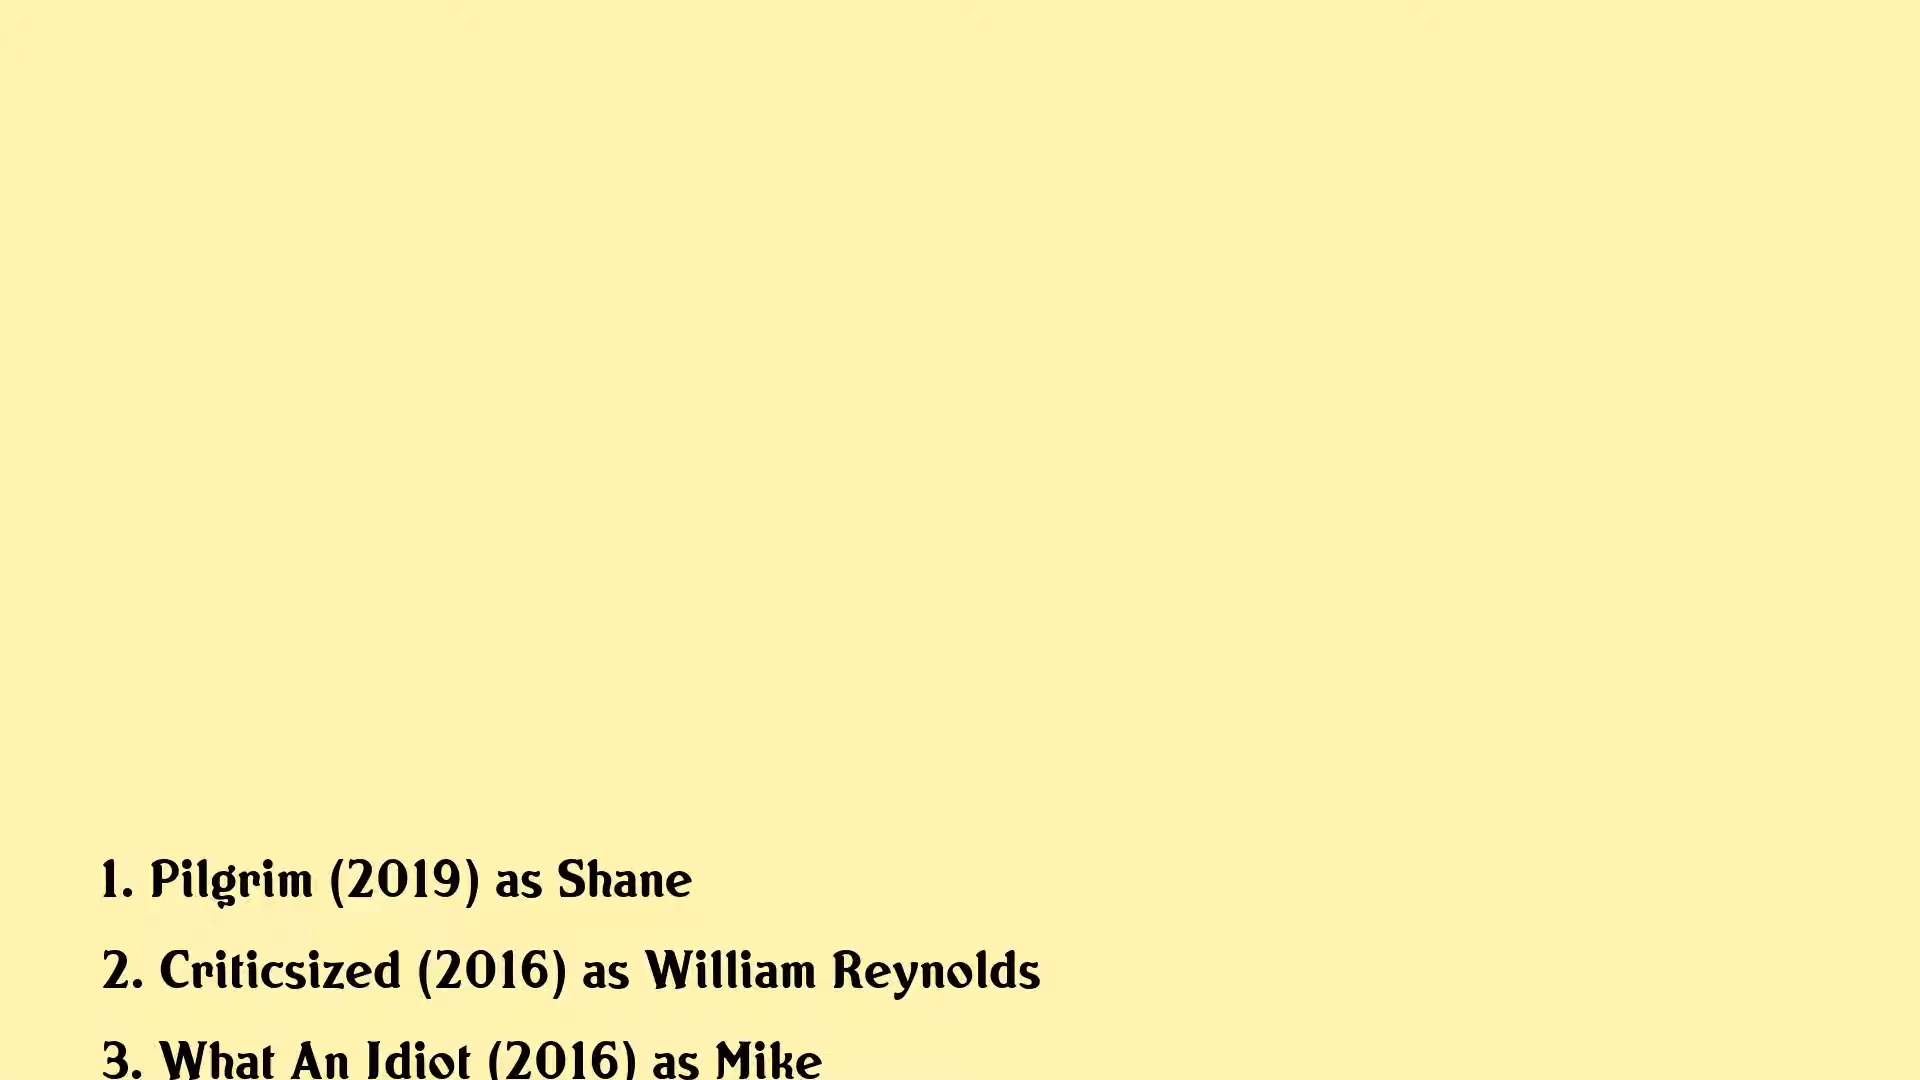 1. Pilgrim (2019) as Shane
2. Criticsized (2016) as William Reynolds
3. What An Idiot (2016) as Mike